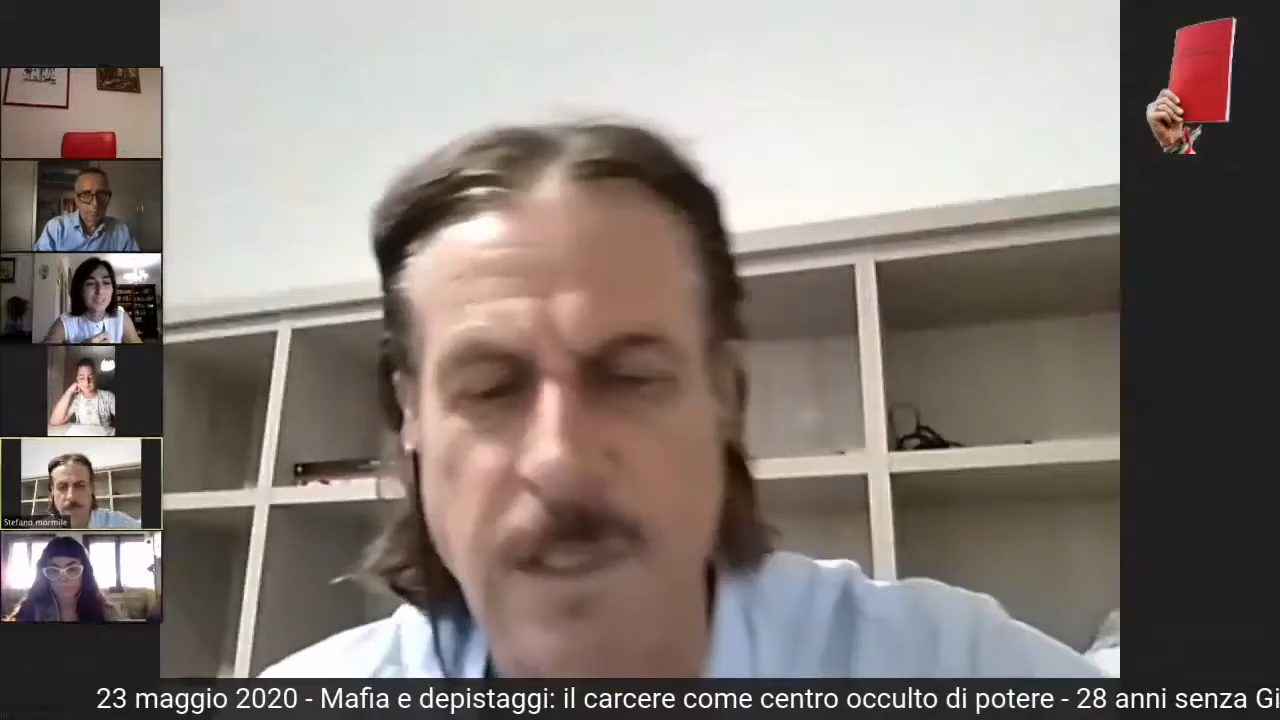 Stefano mormile
23 maggio 2020 - Mafia e depistaggi: il carcere come centro occulto di potere - 28 anni senza Gi